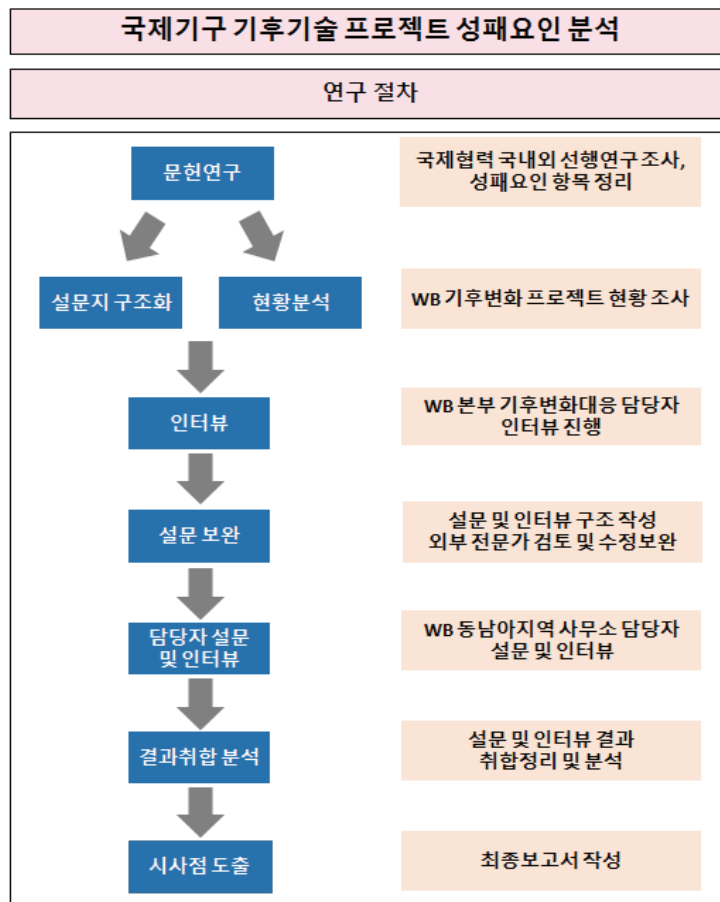 국제기구 기후기술 프로젝트 성패요인 분석
연구 절차
문헌연구
국제협력 국내외 선행연구 조사,
성패요인 항목 정리
설문지 구조화
현황분석
WB 기후변화 프로젝트 현황 조사
인터뷰
WB 본부 기후변화대응 담당자
인터뷰 진행
설문 보완
설문 및 인터뷰 구조 작성
외부 전문가 검토 및 수정보완
담당자 설문
및 인터뷰
WB 동남아지역 사무소 담당자
설문 및 인터뷰
결과취합 분석
설문 및 인터뷰 결과
취합정리 및 분석
시사점 도출
최종보고서 작성